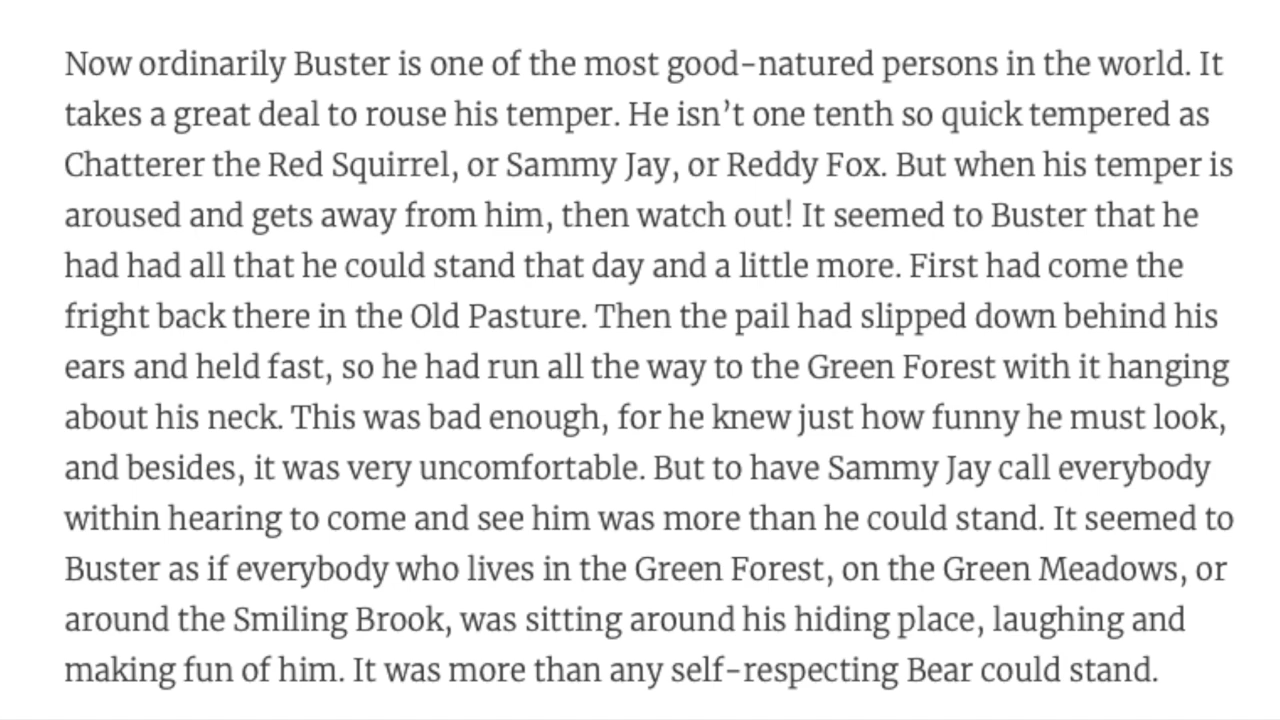 Now ordinarily Buster is one of the most good-natured persons in the world. It
takes a great deal to rouse his temper. He isn’t one tenth so quick tempered as
Chatterer the Red Squirrel, or Sammy Jay, or Reddy Fox. But when his temper is
aroused and gets away from him, then watch out! It seemed to Buster that he
had had all that he could stand that day and a little more. First had come the
fright back there in the Old Pasture. Then the pail had slipped down behind his
ears and held fast, so he had run all the way to the Green Forest with it hanging
about his neck. This was bad enough, for he knew just how funny he must look,
and besides, it was very uncomfortable. But to have Sammy Jay call everybody
within hearing to come and see him was more than he could stand. It seemed to
Buster as if everybody who lives in the Green Forest, on the Green Meadows, or
around the Smiling Brook, was sitting around his hiding place, laughing and
making fun of him. It was more than any self-respecting Bear could stand.